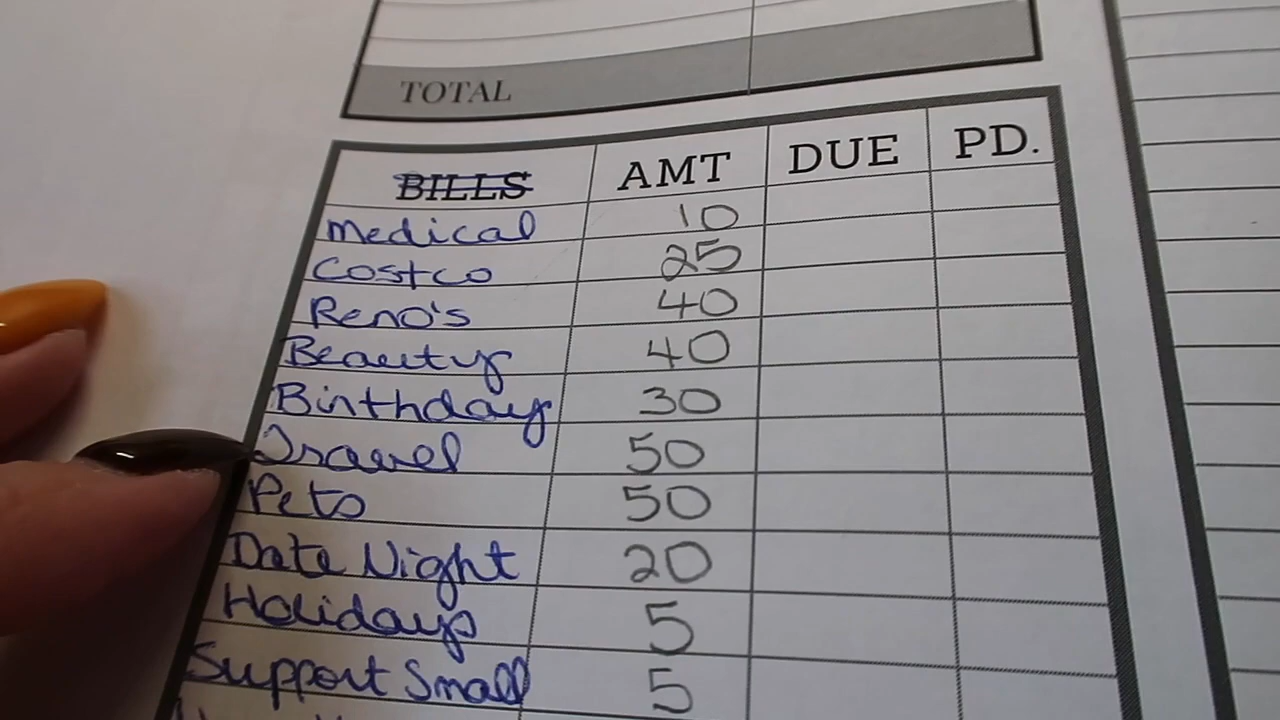 TOTAL
BILLS AMT DUE PD.
Medical 10
Costco 25
Reno's 40
Beauty 40
Birthday 30
Travel 50
Pets 50
Date Night 20
Holidays 5
Support Small 5